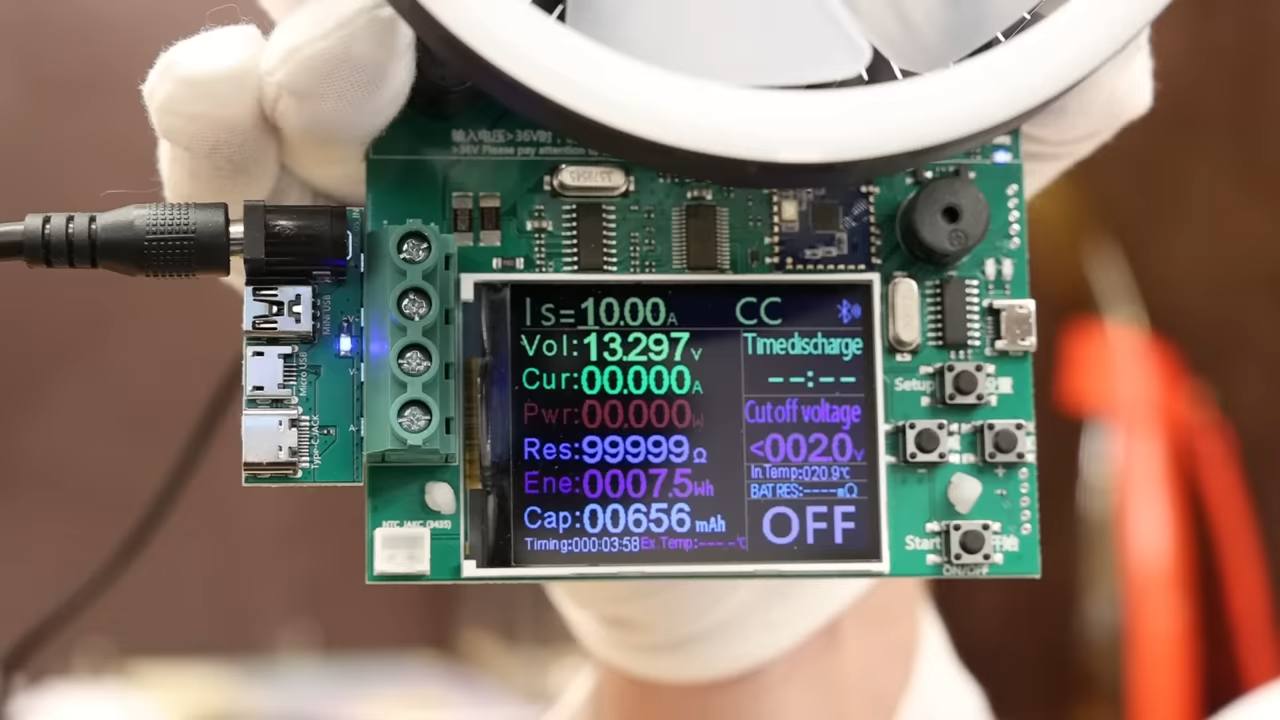 输入电压>36V时,
>36V Please pay attention to
MINI USB
Micro USB
Type-C JACK
V-
A-
NTC JAKC (3435)
Is=10.00A
CC
Vol:13.297V
Cur:00.000A
Pwr:00.000W
Res:99999Ω
Ene:0007.5Wh
Cap:00656mAh
Timing:000:03:58
Ex.Temp:---.-℃
Timedischarge
--:--
Cut off voltage
<002.0V
In.Temp:020.9℃
BAT RES:----mΩ
OFF
Setup
+
Start
ON/OFF